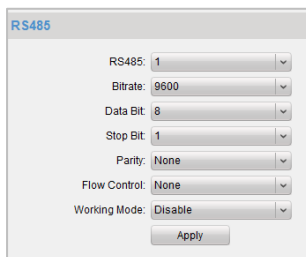 RS485
RS485: 1
Bitrate: 9600
Data Bit: 8
Stop Bit: 1
Parity: None
Flow Control: None
Working Mode: Disable
Apply